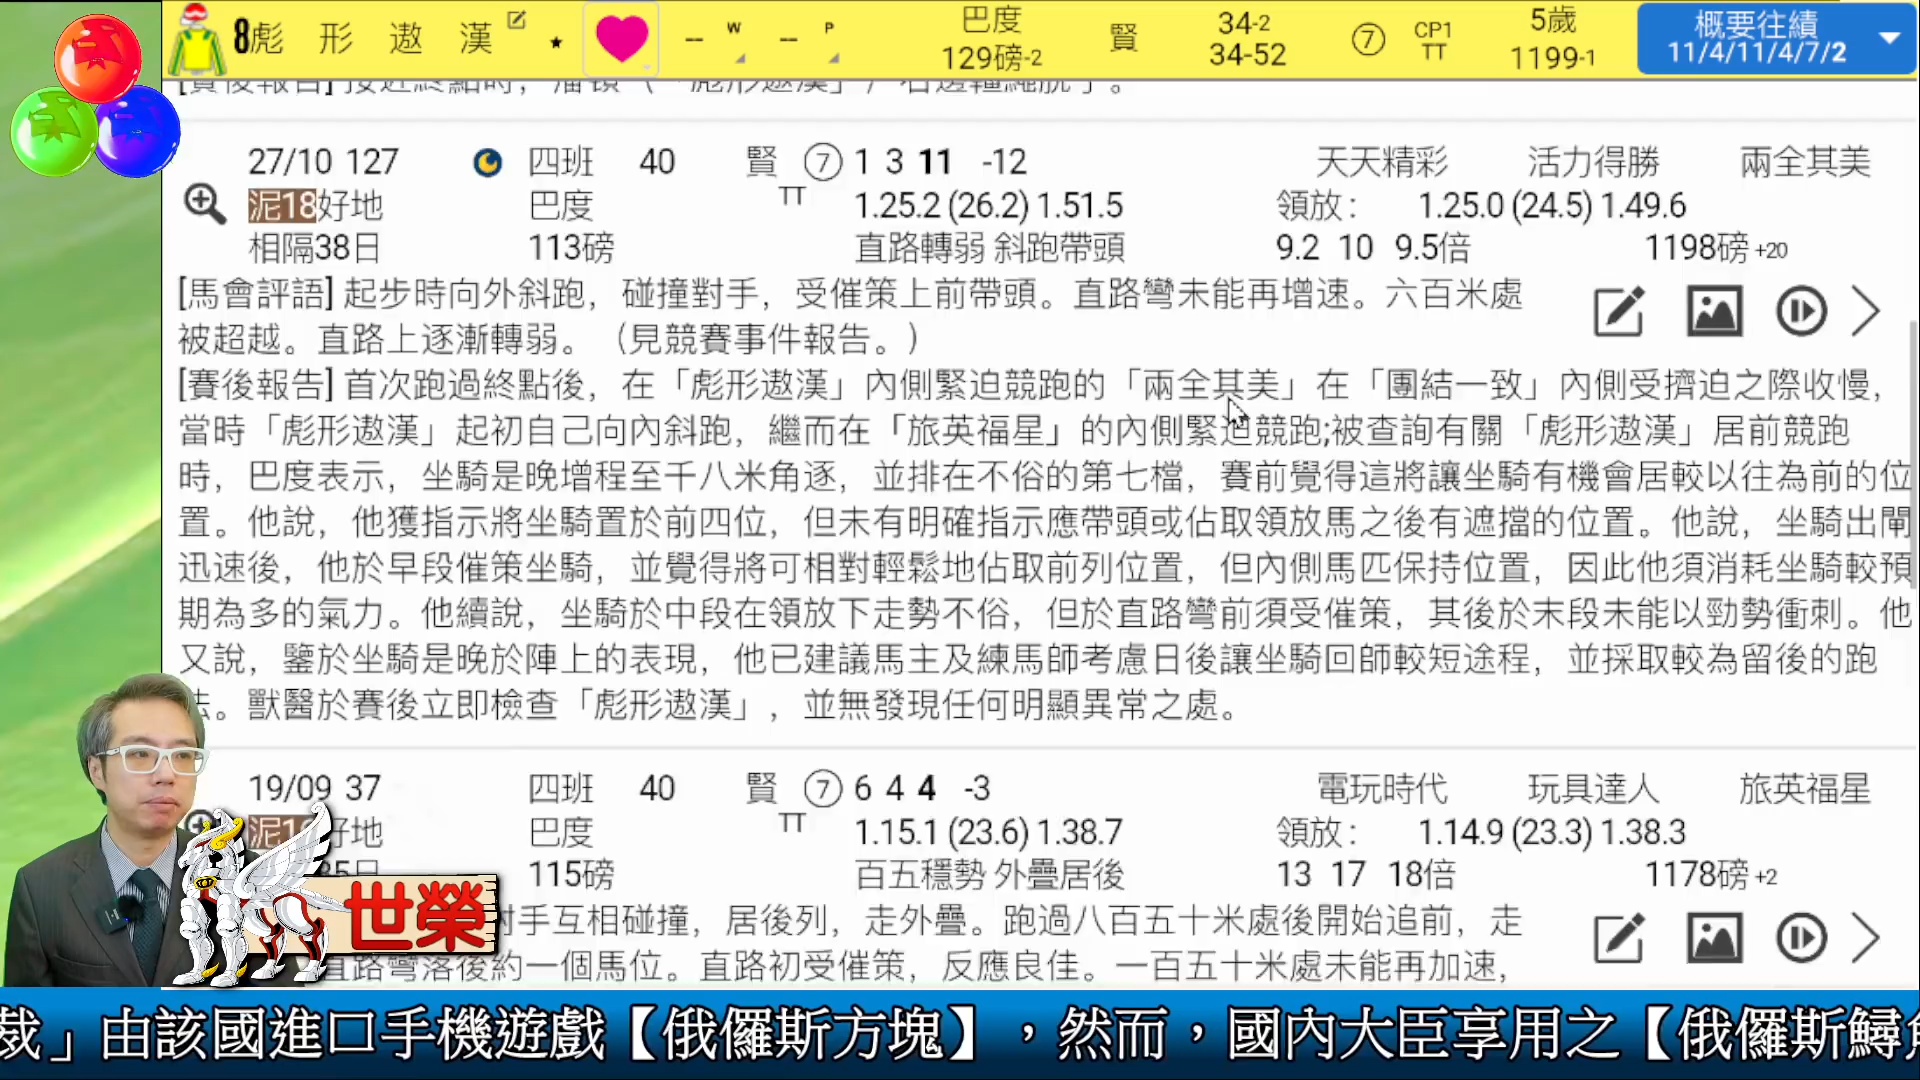 8彪形遨漢 ★ -- W -- P 巴度 賢 34-2 ⑦ CP1 5歲 概要往績
129磅-2 34-52 TT 1199-1 11/4/11/4/7/2
27/10 127 四班 40 賢 ⑦ 1 3 11 -12 天天精彩 活力得勝 兩全其美
泥18好地 巴度 TT 1.25.2 (26.2) 1.51.5 領放: 1.25.0 (24.5) 1.49.6
相隔38日 113磅 直路轉弱 斜跑帶頭 9.2 10 9.5倍 1198磅 +20
[馬會評語] 起步時向外斜跑，碰撞對手，受催策上前帶頭。直路彎未能再增速。六百米處
被超越。直路上逐漸轉弱。（見競賽事件報告。）
[賽後報告] 首次跑過終點後，在「彪形遨漢」內側緊迫競跑的「兩全其美」在「團結一致」內側受擠迫之際收慢，
當時「彪形遨漢」起初自己向內斜跑，繼而在「旅英福星」的內側緊迫競跑;被查詢有關「彪形遨漢」居前競跑
時，巴度表示，坐騎是晚增程至千八米角逐，並排在不俗的第七檔，賽前覺得這將讓坐騎有機會居較以往為前的位
置。他說，他獲指示將坐騎置於前四位，但未有明確指示應帶頭或佔取領放馬之後有遮擋的位置。他說，坐騎出閘
迅速後，他於早段催策坐騎，並覺得將可相對輕鬆地佔取前列位置，但內側馬匹保持位置，因此他須消耗坐騎較預
期為多的氣力。他續說，坐騎於中段在領放下走勢不俗，但於直路彎前須受催策，其後於末段未能以勁勢衝刺。他
又說，鑒於坐騎是晚於陣上的表現，他已建議馬主及練馬師考慮日後讓坐騎回師較短途程，並採取較為留後的跑
。獸醫於賽後立即檢查「彪形遨漢」，並無發現任何明顯異常之處。
19/09 37 四班 40 賢 ⑦ 6 4 4 -3 電玩時代 玩具達人 旅英福星
好地 巴度 TT 1.15.1 (23.6) 1.38.7 領放: 1.14.9 (23.3) 1.38.3
115磅 百五穩勢 外疊居後 13 17 18倍 1178磅 +2
手互相碰撞，居後列，走外疊。跑過八百五十米處後開始追前，走
直路彎落後約一個馬位。直路初受催策，反應良佳。一百五十米處未能再加速，
世榮
裁」由該國進口手機遊戲【俄儸斯方塊】，然而，國內大臣享用之【俄儸斯鱘